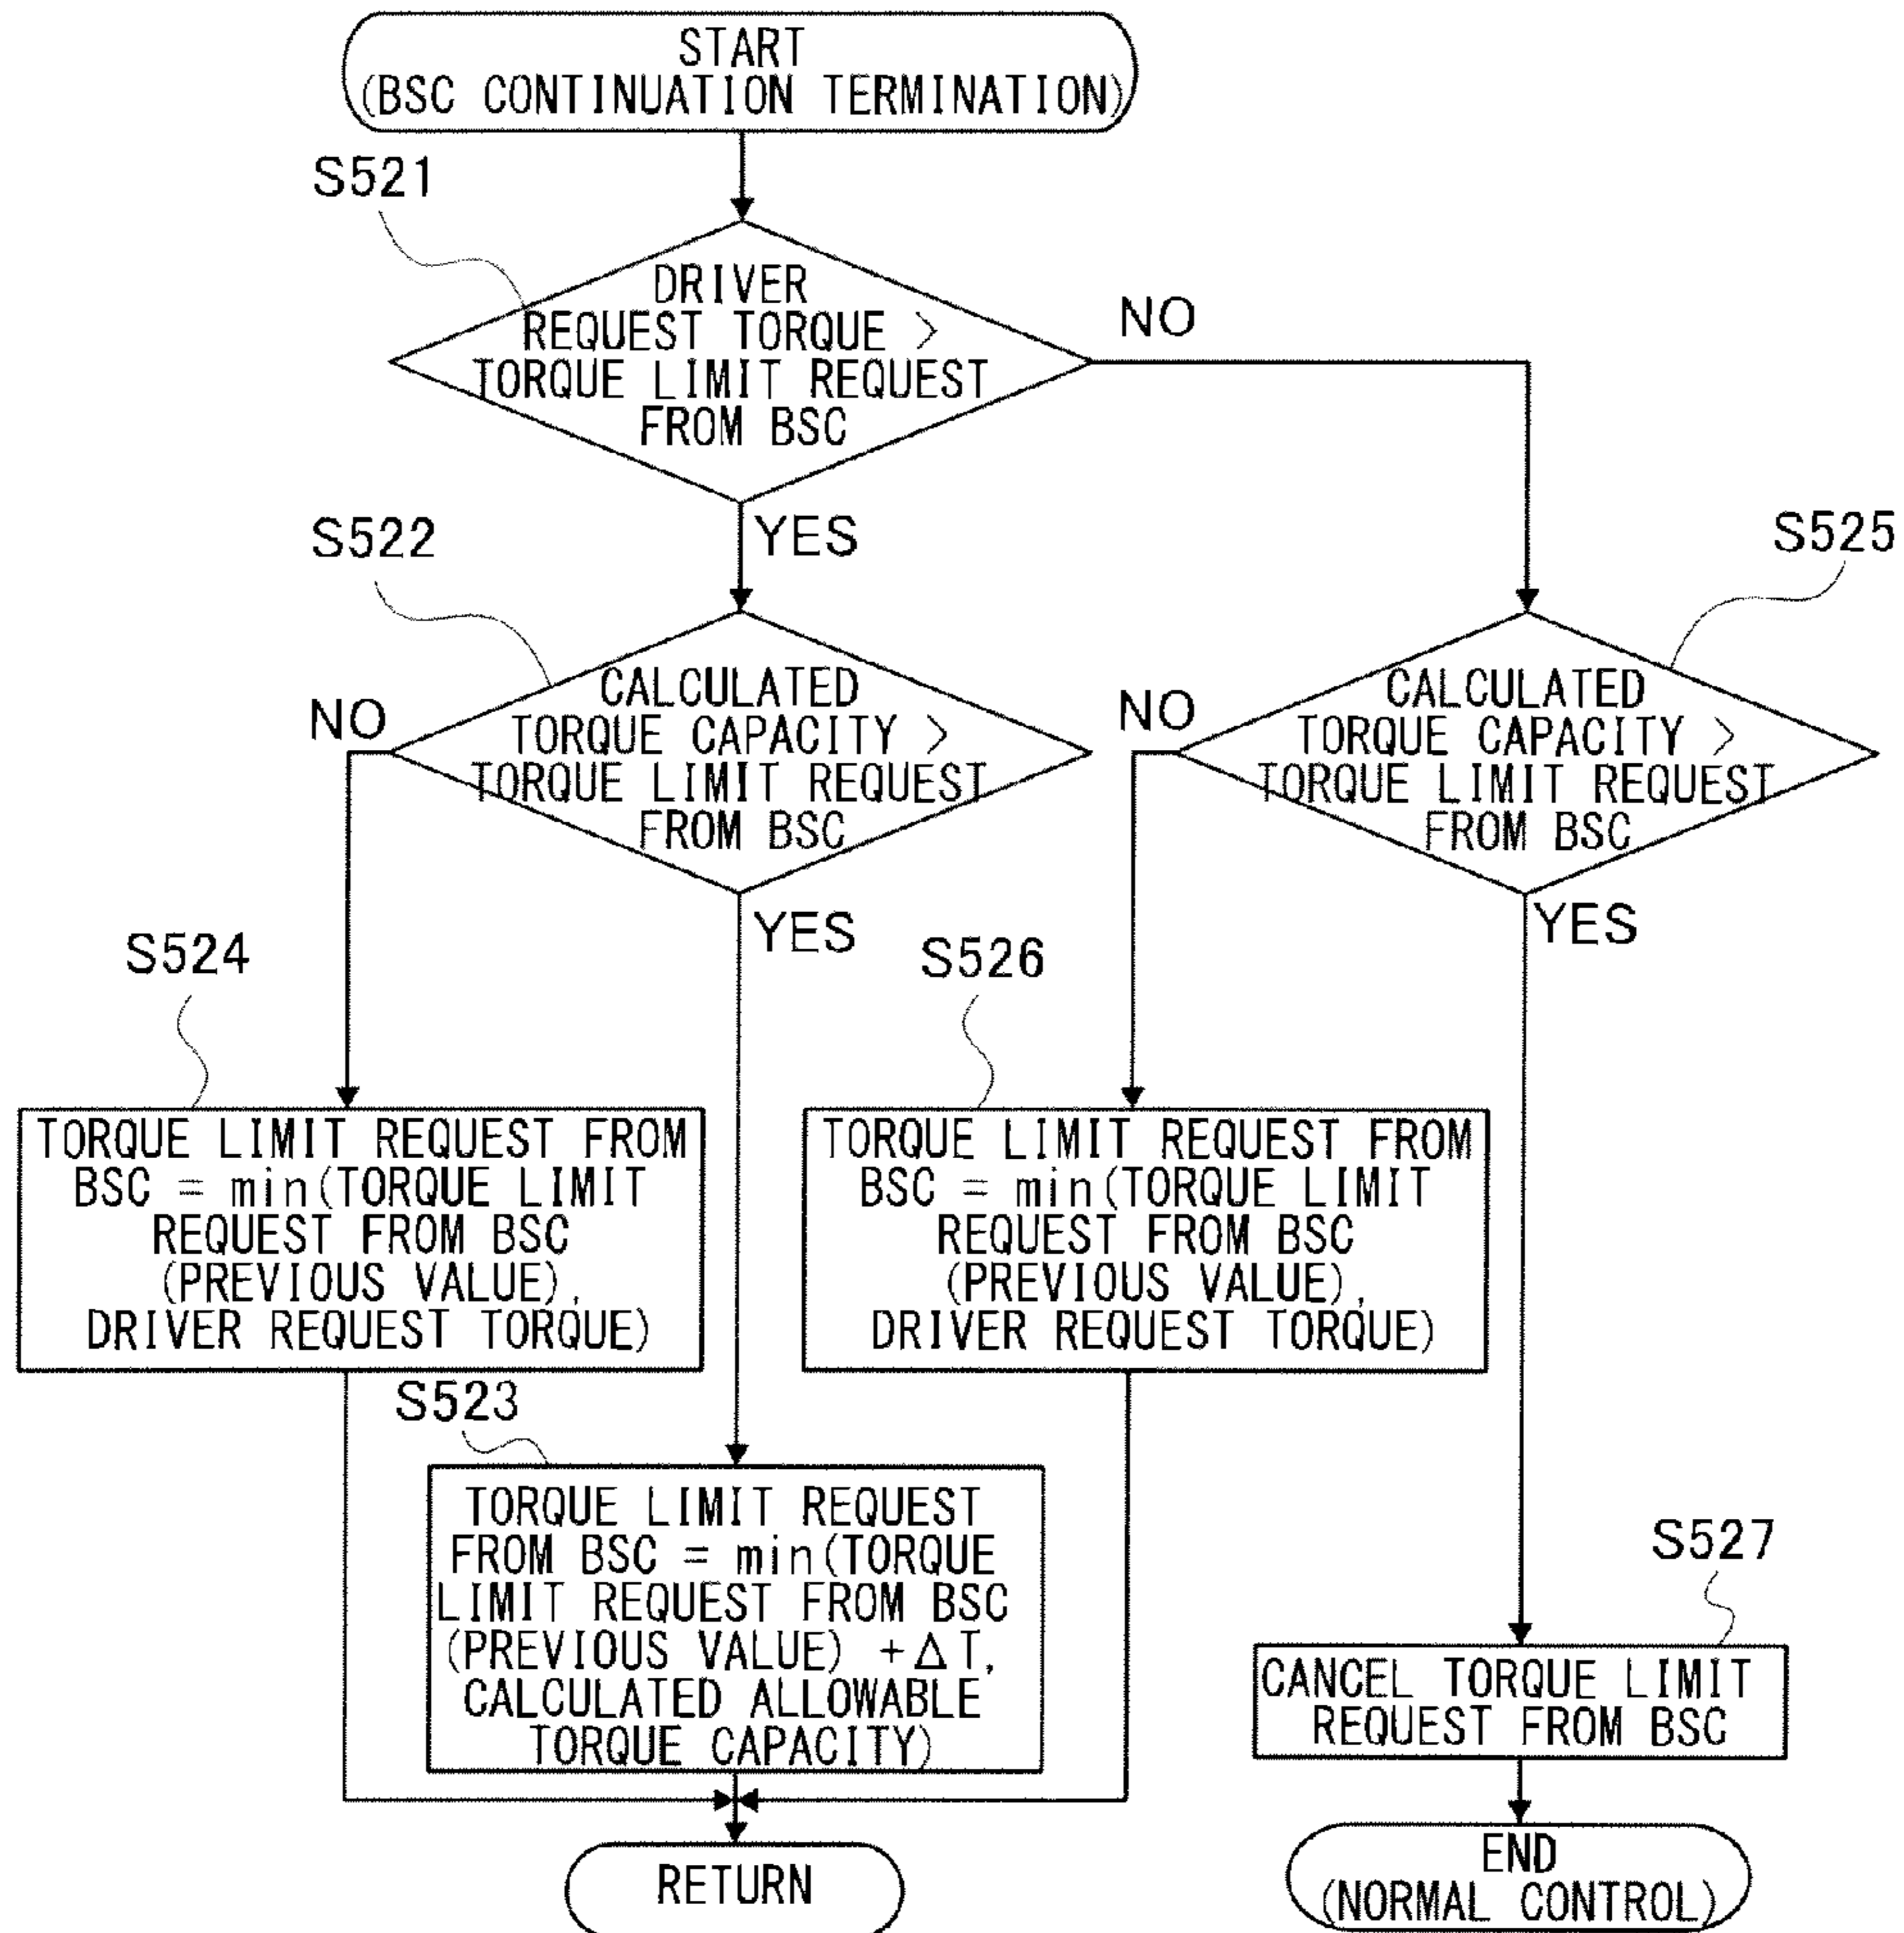 START
(BSC CONTINUATION TERMINATION)
S521
DRIVER
REQUEST TORQUE >
TORQUE LIMIT REQUEST
FROM BSC
NO
YES
S522
CALCULATED
TORQUE CAPACITY >
TORQUE LIMIT REQUEST
FROM BSC
NO
YES
S525
CALCULATED
TORQUE CAPACITY >
TORQUE LIMIT REQUEST
FROM BSC
NO
YES
S524
TORQUE LIMIT REQUEST FROM
BSC = min(TORQUE LIMIT
REQUEST FROM BSC
(PREVIOUS VALUE),
DRIVER REQUEST TORQUE)
S526
TORQUE LIMIT REQUEST FROM
BSC = min(TORQUE LIMIT
REQUEST FROM BSC
(PREVIOUS VALUE),
DRIVER REQUEST TORQUE)
S523
TORQUE LIMIT REQUEST
FROM BSC = min(TORQUE
LIMIT REQUEST FROM BSC
(PREVIOUS VALUE) +ΔT,
CALCULATED ALLOWABLE
TORQUE CAPACITY)
S527
CANCEL TORQUE LIMIT
REQUEST FROM BSC
RETURN
END
(NORMAL CONTROL)